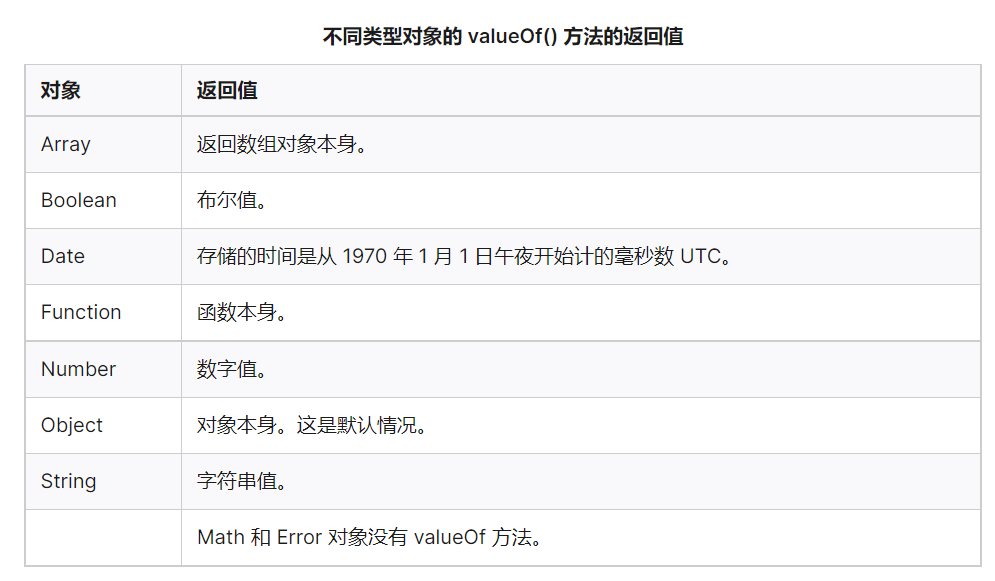 不同类型对象的 valueOf() 方法的返回值
对象 返回值
Array 返回数组对象本身。
Boolean 布尔值。
Date 存储的时间是从 1970 年 1 月 1 日午夜开始计的毫秒数 UTC。
Function 函数本身。
Number 数字值。
Object 对象本身。这是默认情况。
String 字符串值。
Math 和 Error 对象没有 valueOf 方法。